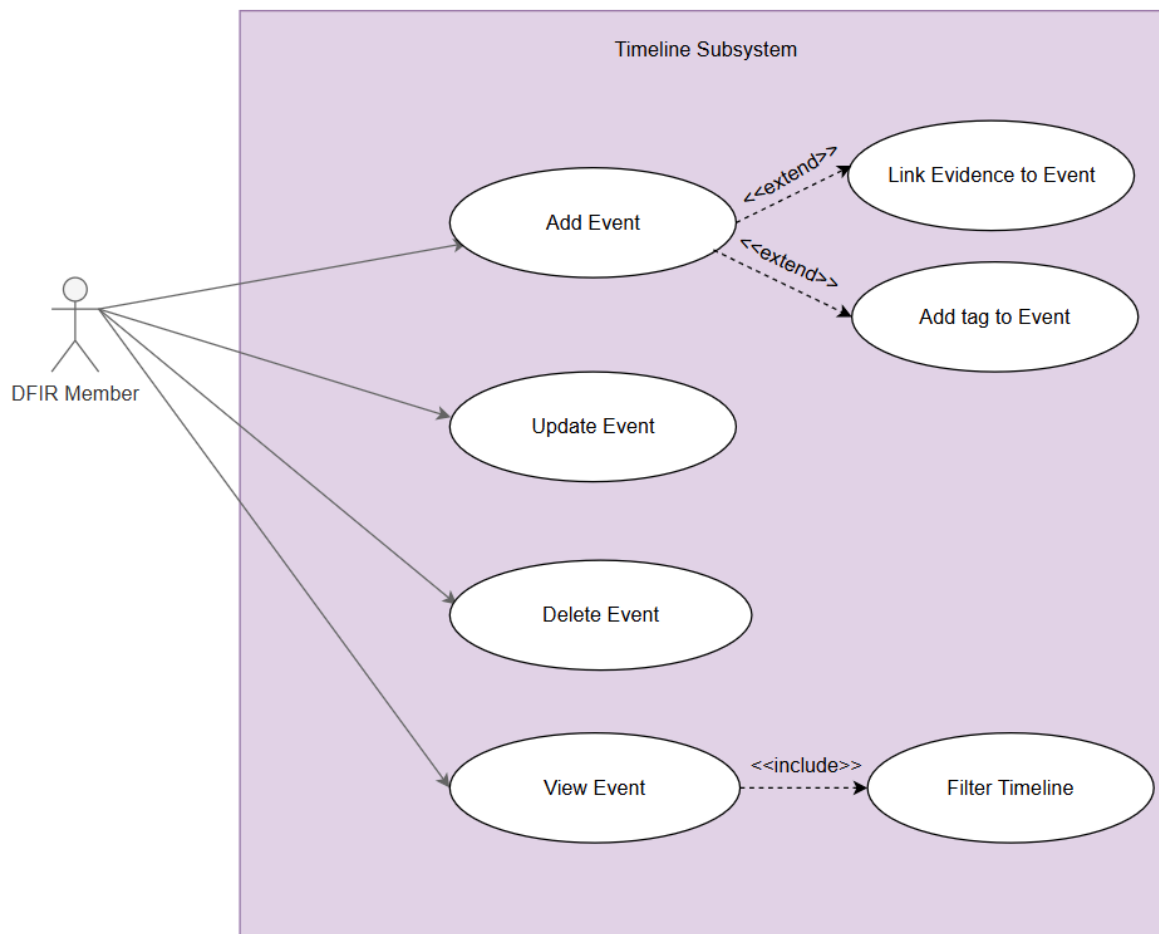 Timeline Subsystem
<<extend>>
Link Evidence to Event
Add Event
<<extend>>
Add tag to Event
DFIR Member
Update Event
Delete Event
<<include>>
View Event
Filter Timeline